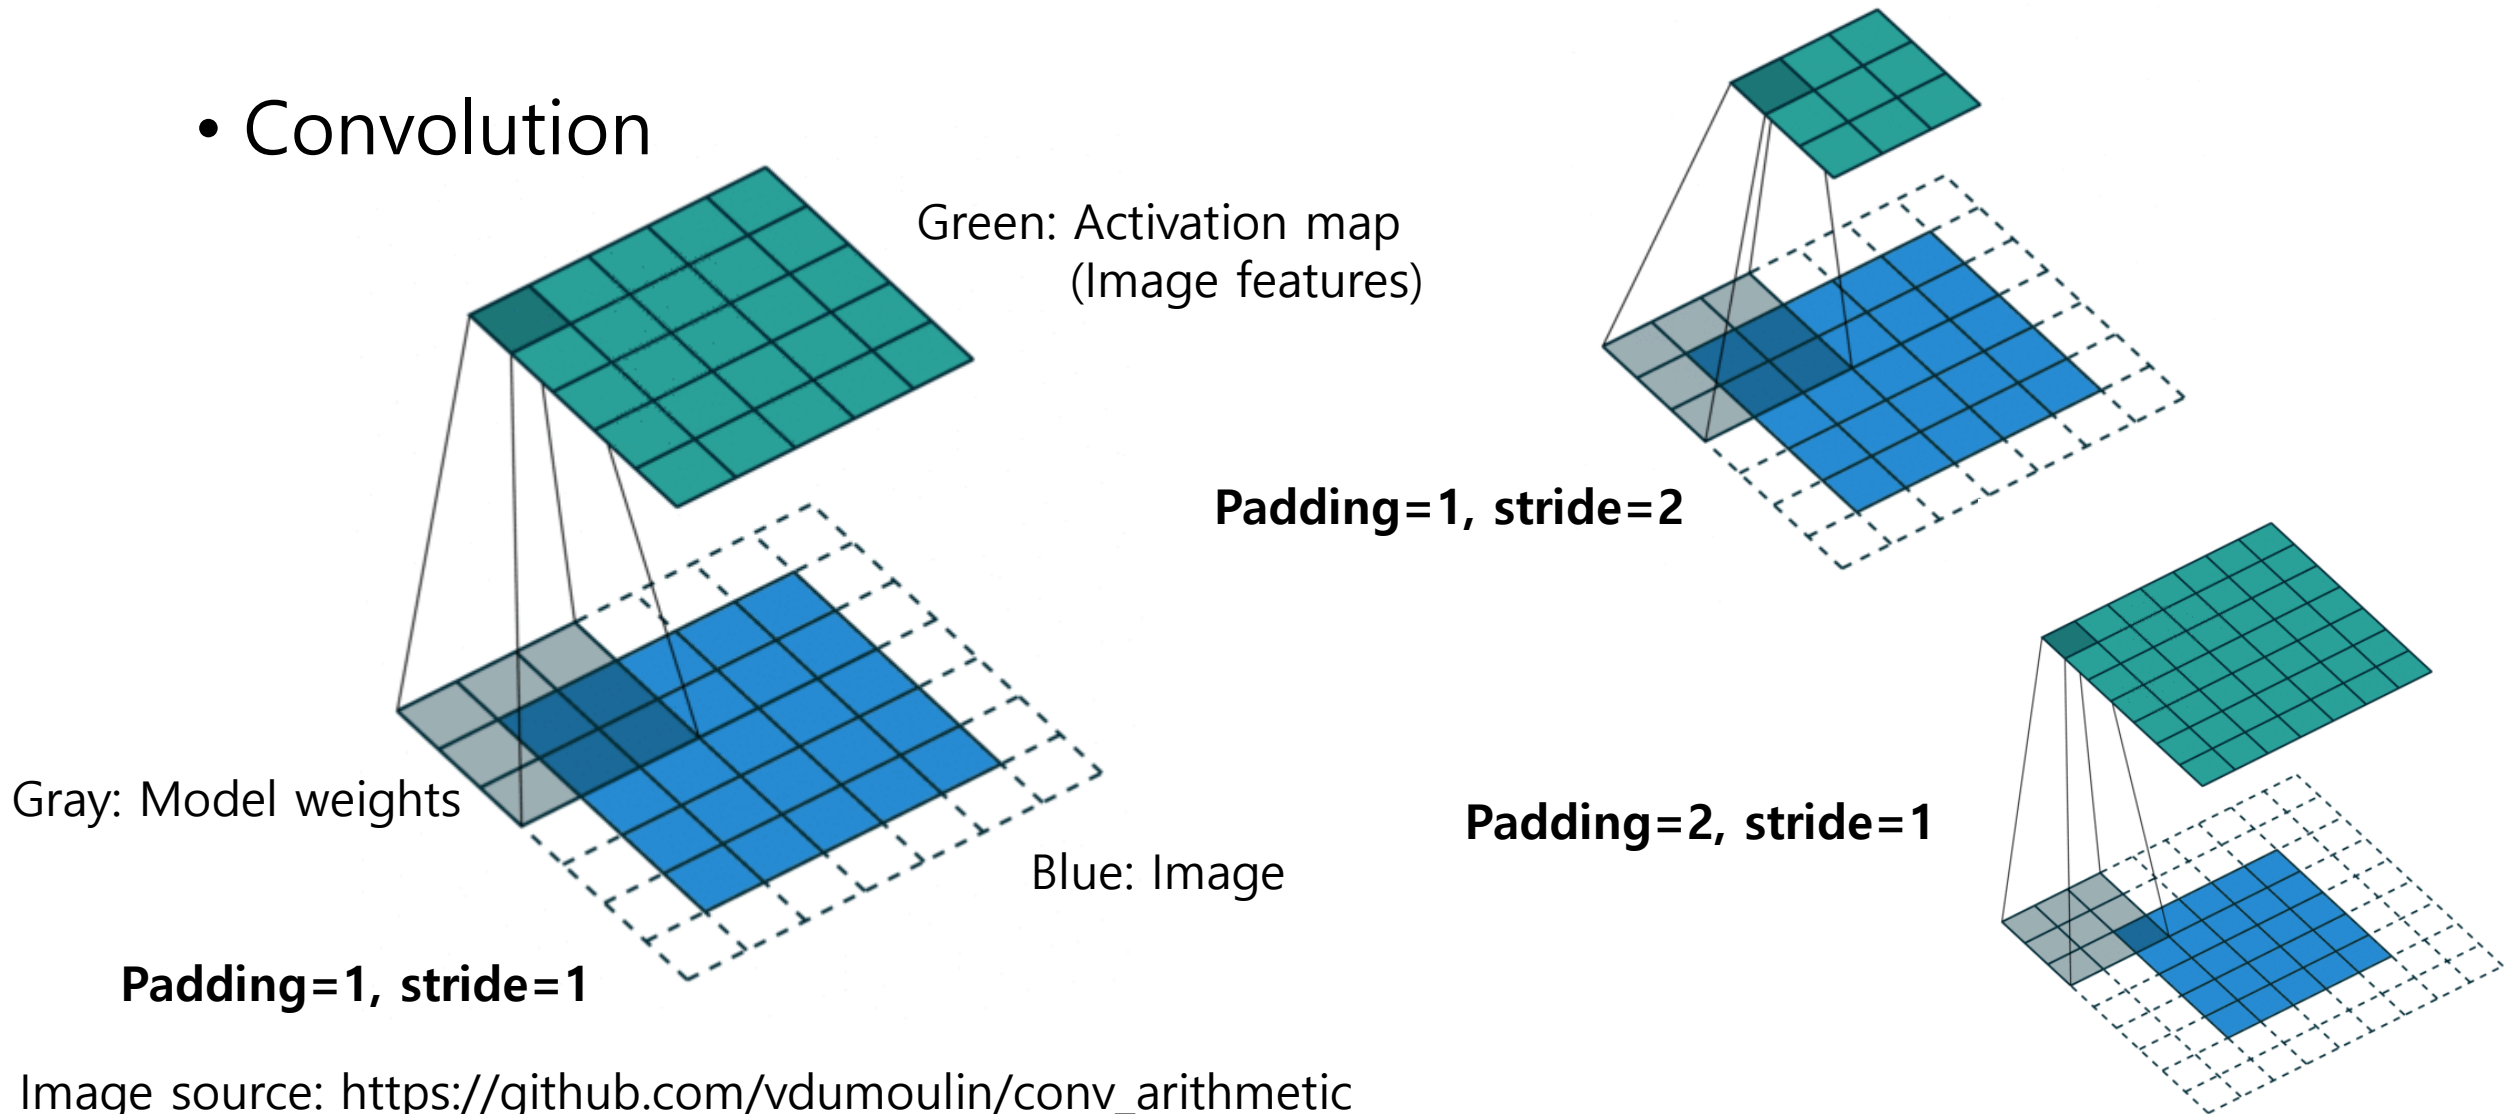 • Convolution
Green: Activation map
(Image features)
Padding=1, stride=2
Gray: Model weights
Padding=2, stride=1
Blue: Image
Padding=1, stride=1
Image source: https://github.com/vdumoulin/conv_arithmetic